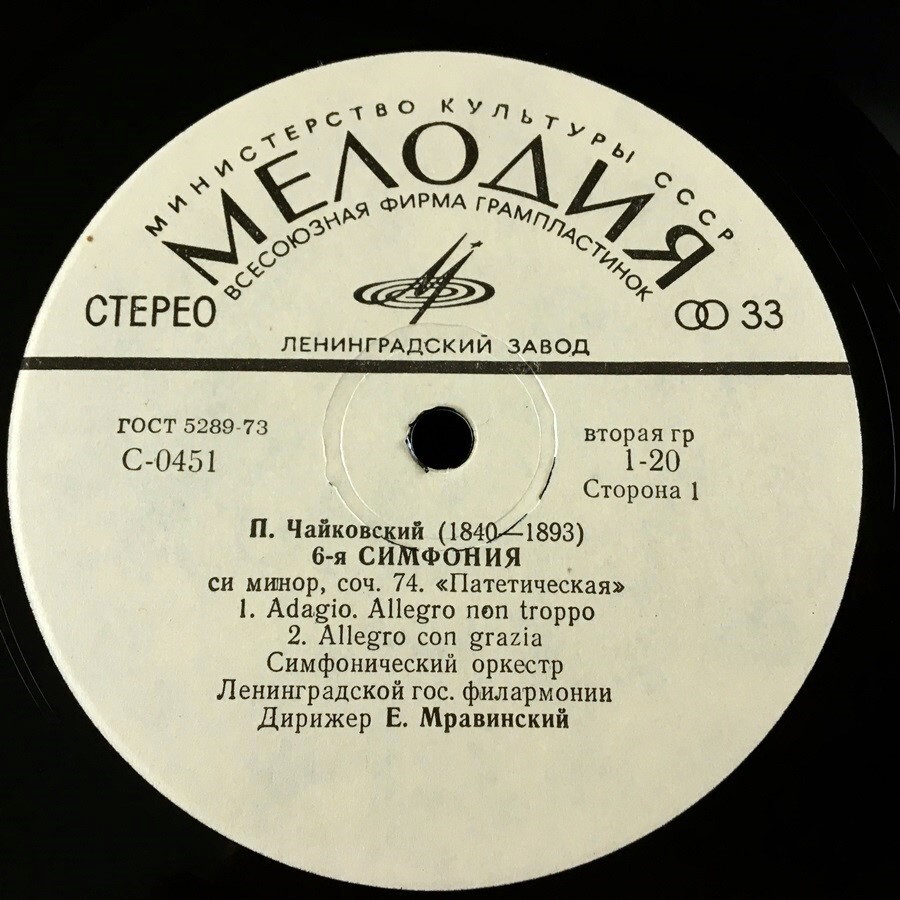 МИНИСТЕРСТВО КУЛЬТУРЫ СССР
МЕЛОДИЯ
ВСЕСОЮЗНАЯ ФИРМА ГРАМПЛАСТИНОК
СТЕРЕО
33
ЛЕНИНГРАДСКИЙ ЗАВОД
ГОСТ 5289-73
С-0451
вторая гр
1-20
Сторона 1
П. Чайковский (1840—1893)
6-я СИМФОНИЯ
си минор, соч. 74. «Патетическая»
1. Adagio. Allegro non troppo
2. Allegro con grazia
Симфонический оркестр
Ленинградской гос. филармонии
Дирижер Е. Мравинский